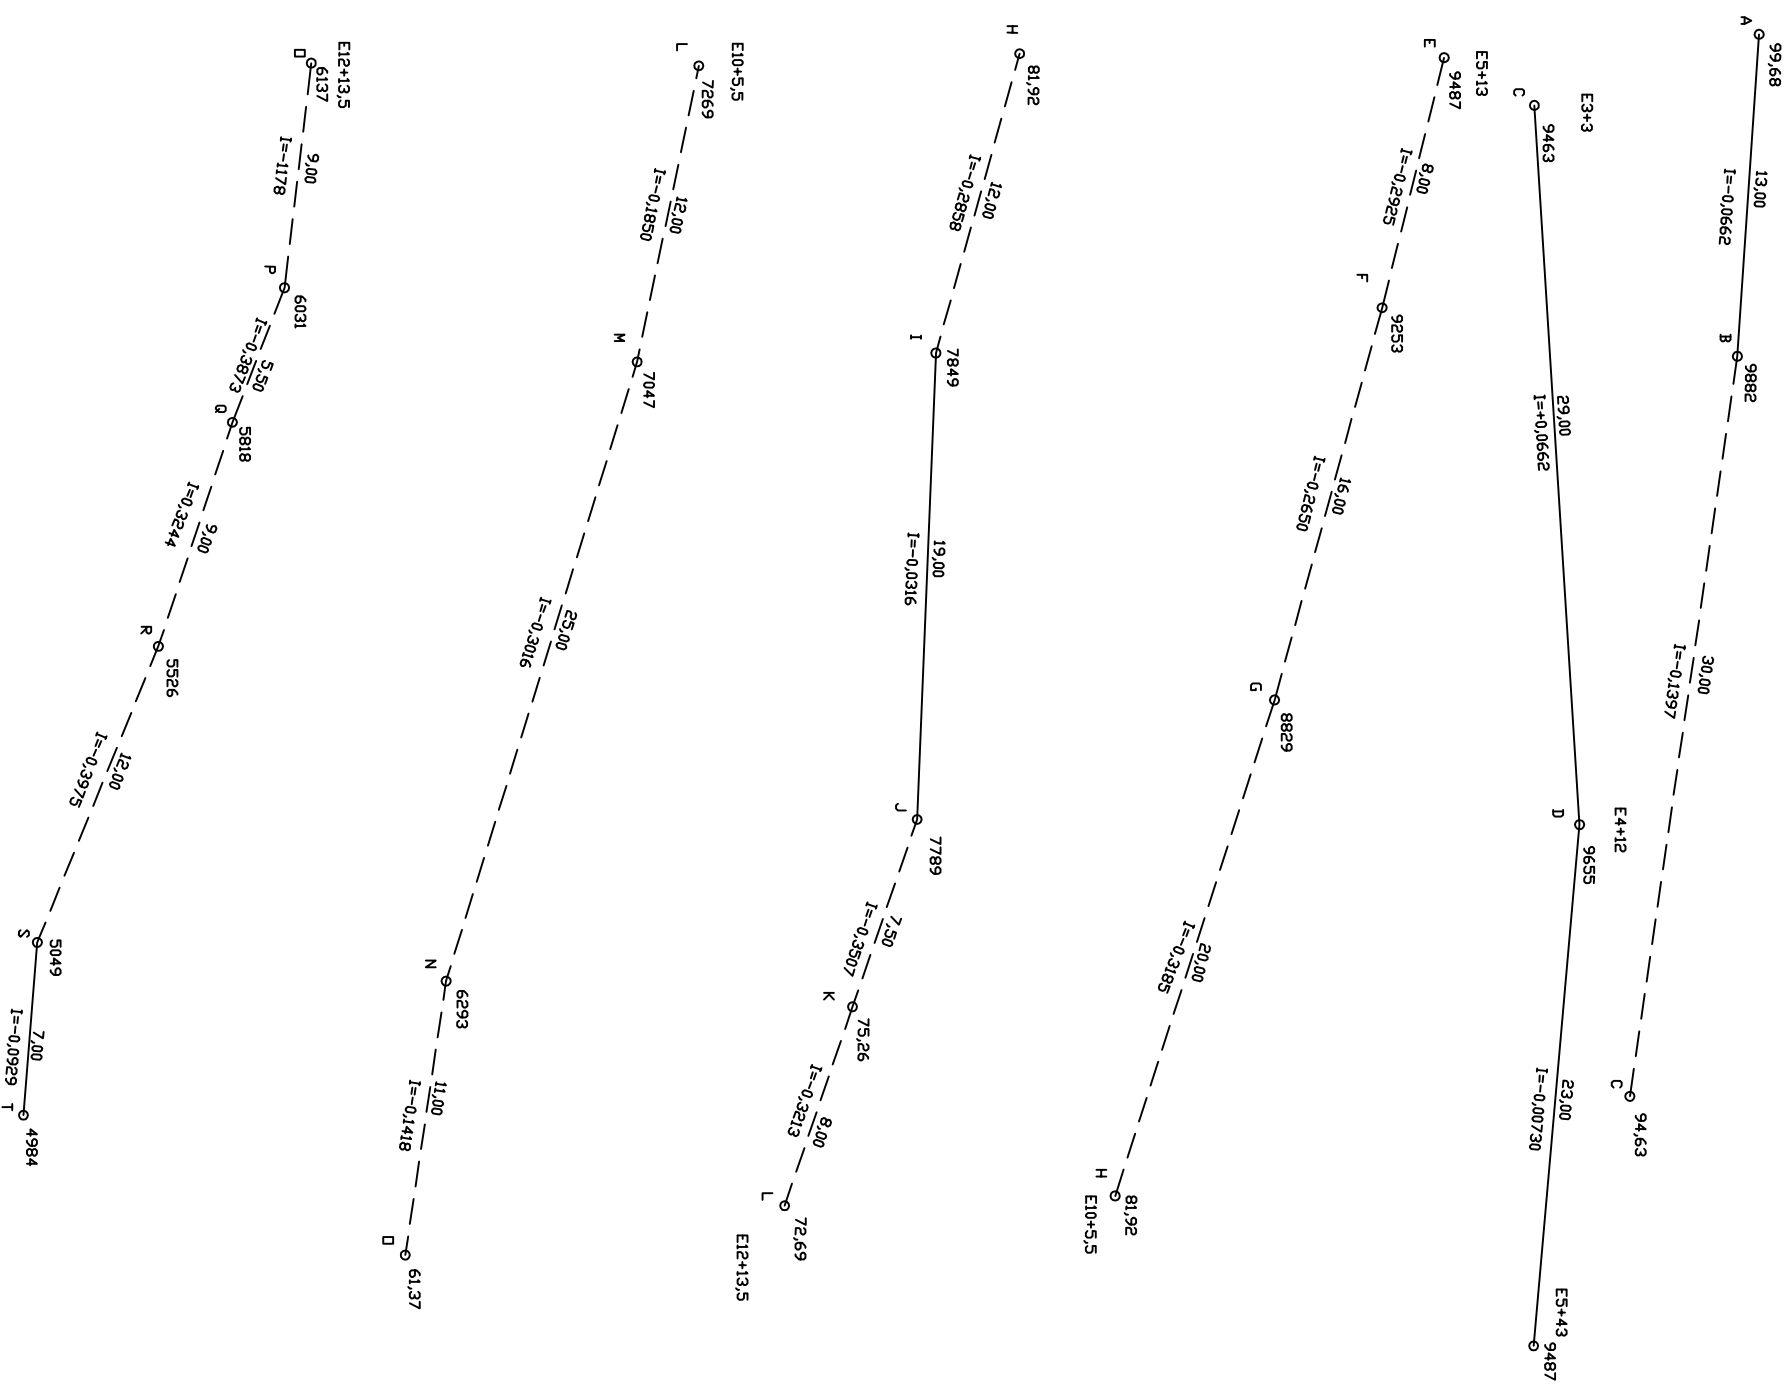 A
99,68
13,00
I=-0,0662
B
9882
30,00
I=-0,1397
C
94,63
E3+3
C
9463
29,00
I=+0,0662
E4+12
D
9655
23,00
I=-0,00730
E5+43
9487
E5+13
E
9487
8,00
I=-0,2925
F
9253
16,00
I=-0,2650
G
8829
20,00
I=-0,3185
H
81,92
E10+5,5
H
81,92
12,00
I=-0,2858
I
7849
19,00
I=-0,0316
J
7789
7,50
I=-0,3507
K
75,26
8,00
I=-0,3213
L
72,69
E12+13,5
E10+5,5
L
7269
12,00
I=-0,1850
M
7047
25,00
I=-0,3016
N
6293
11,00
I=-0,1418
O
61,37
E12+13,5
O
6137
9,00
I=-1178
P
6031
5,50
I=-0,3873
Q
5818
9,00
I=0,3244
R
5526
12,00
I=-0,3975
S
5049
7,00
I=-0,0929
T
4984